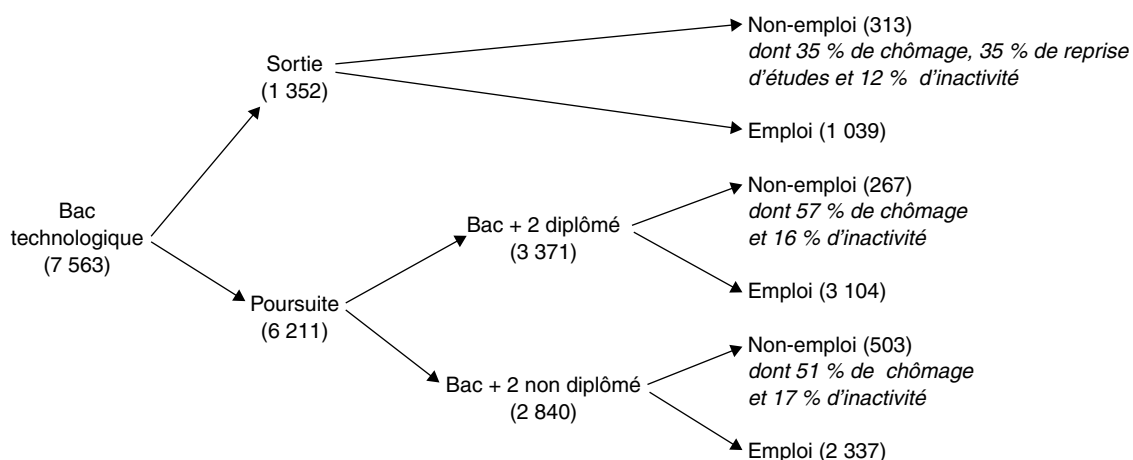 Non-emploi (313)
dont 35 % de chômage, 35 % de reprise
d'études et 12 % d'inactivité
Sortie
(1 352)
Emploi (1 039)
Non-emploi (267)
dont 57 % de chômage
et 16 % d'inactivité
Bac
technologique
(7 563)
Bac + 2 diplômé
(3 371)
Emploi (3 104)
Poursuite
(6 211)
Non-emploi (503)
dont 51 % de chômage
et 17 % d'inactivité
Bac + 2 non diplômé
(2 840)
Emploi (2 337)